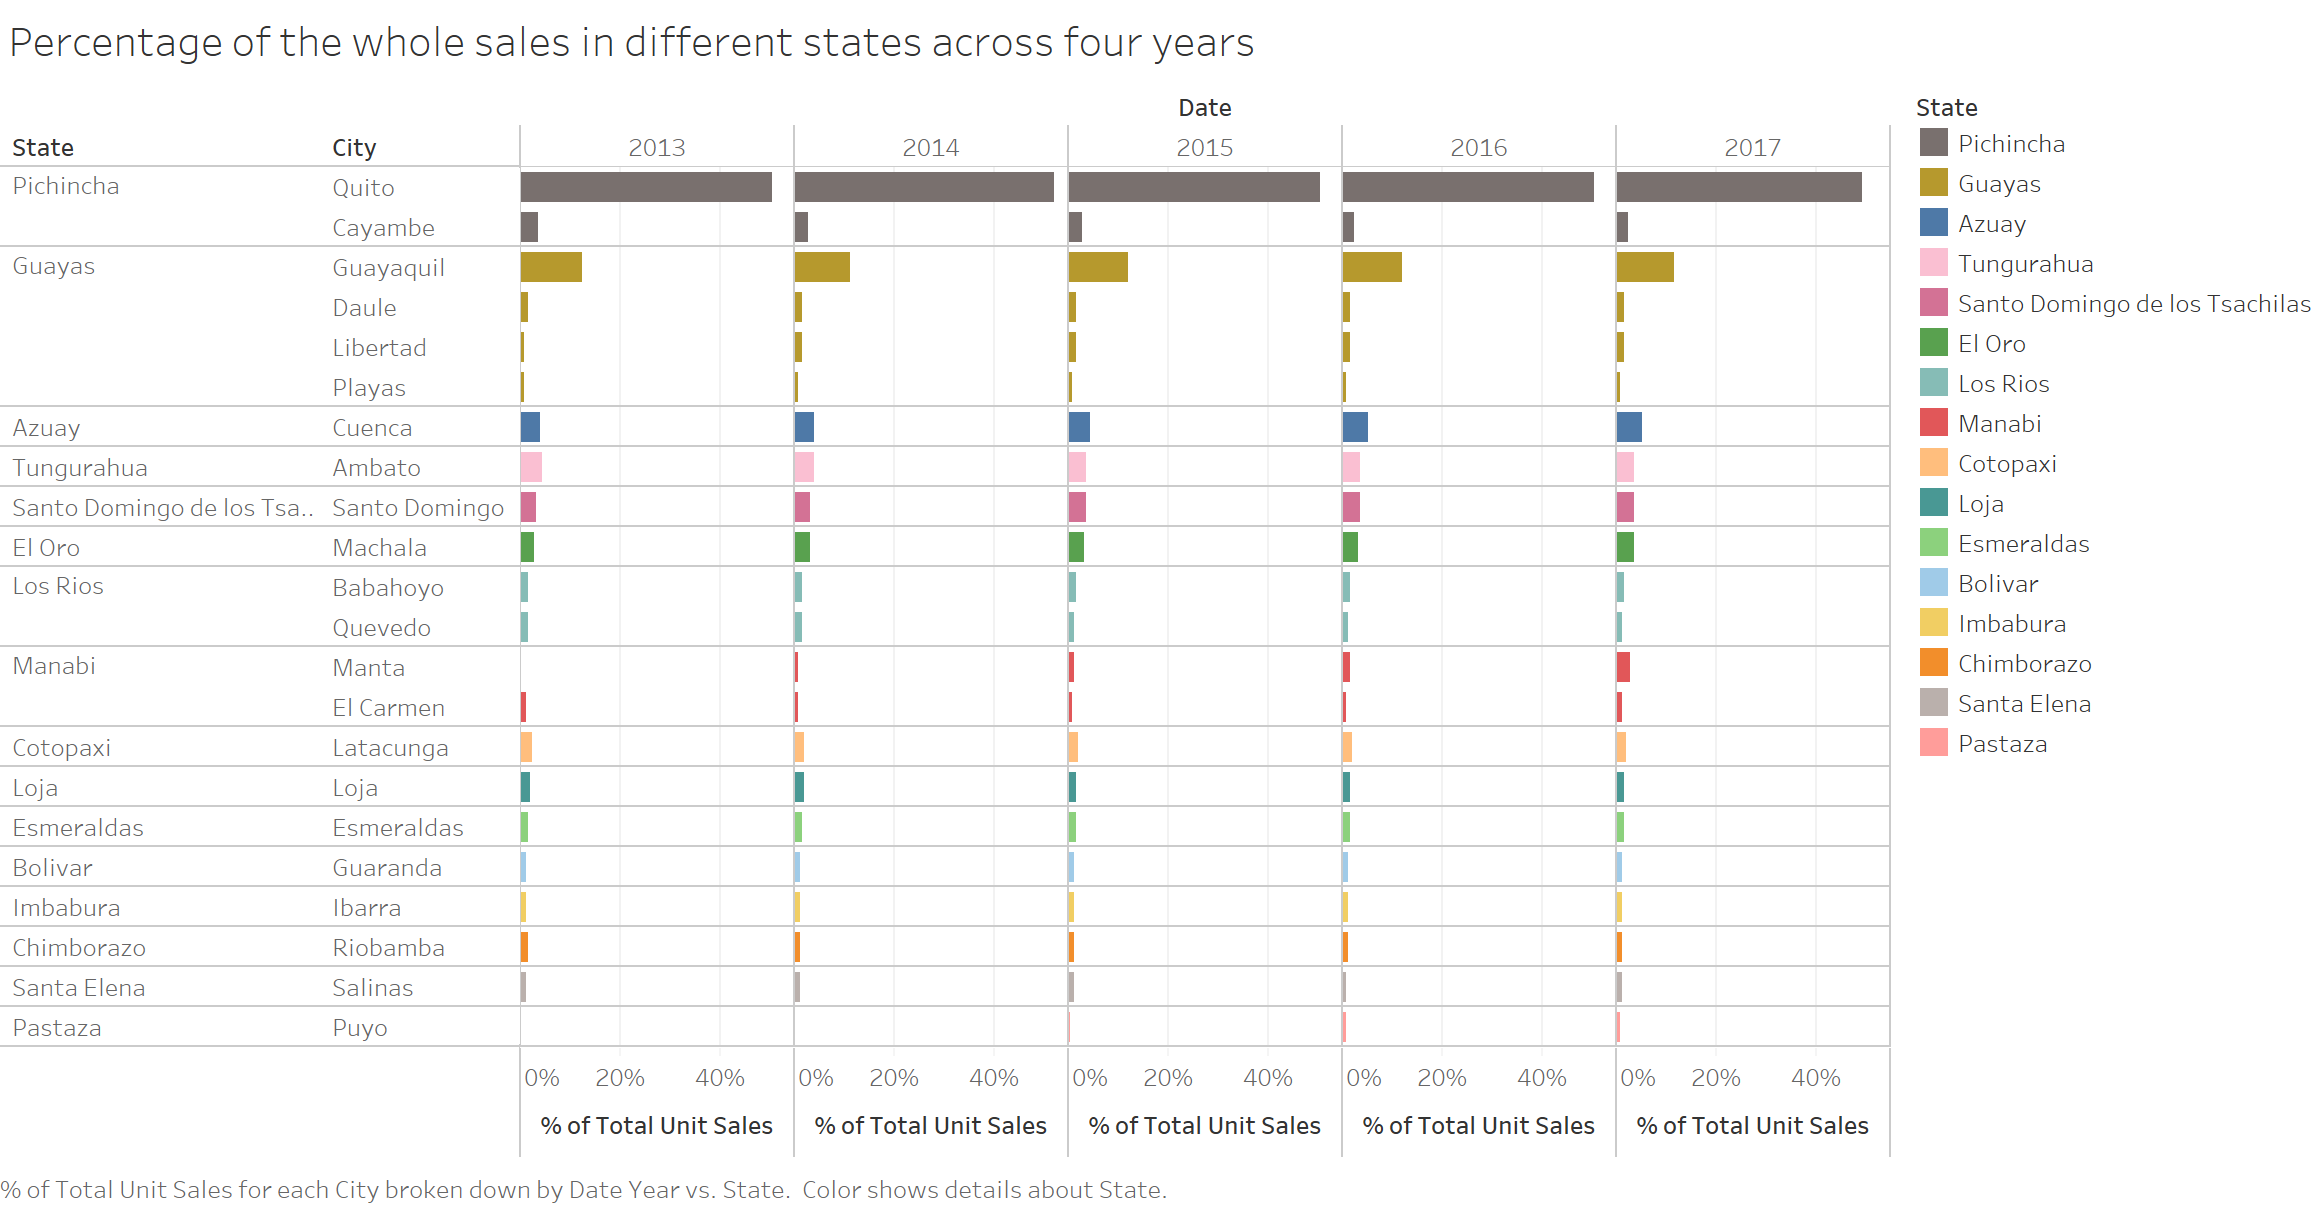 Percentage of the whole sales in different states across four years
Date
State City 2013 2014 2015 2016 2017
Pichincha Quito
Cayambe
Guayas Guayaquil
Daule
Libertad
Playas
Azuay Cuenca
Tungurahua Ambato
Santo Domingo de los Tsa.. Santo Domingo
El Oro Machala
Los Rios Babahoyo
Quevedo
Manabi Manta
El Carmen
Cotopaxi Latacunga
Loja Loja
Esmeraldas Esmeraldas
Bolivar Guaranda
Imbabura Ibarra
Chimborazo Riobamba
Santa Elena Salinas
Pastaza Puyo
0% 20% 40% 0% 20% 40% 0% 20% 40% 0% 20% 40% 0% 20% 40%
% of Total Unit Sales % of Total Unit Sales % of Total Unit Sales % of Total Unit Sales % of Total Unit Sales
State
Pichincha
Guayas
Azuay
Tungurahua
Santo Domingo de los Tsachilas
El Oro
Los Rios
Manabi
Cotopaxi
Loja
Esmeraldas
Bolivar
Imbabura
Chimborazo
Santa Elena
Pastaza
% of Total Unit Sales for each City broken down by Date Year vs. State. Color shows details about State.